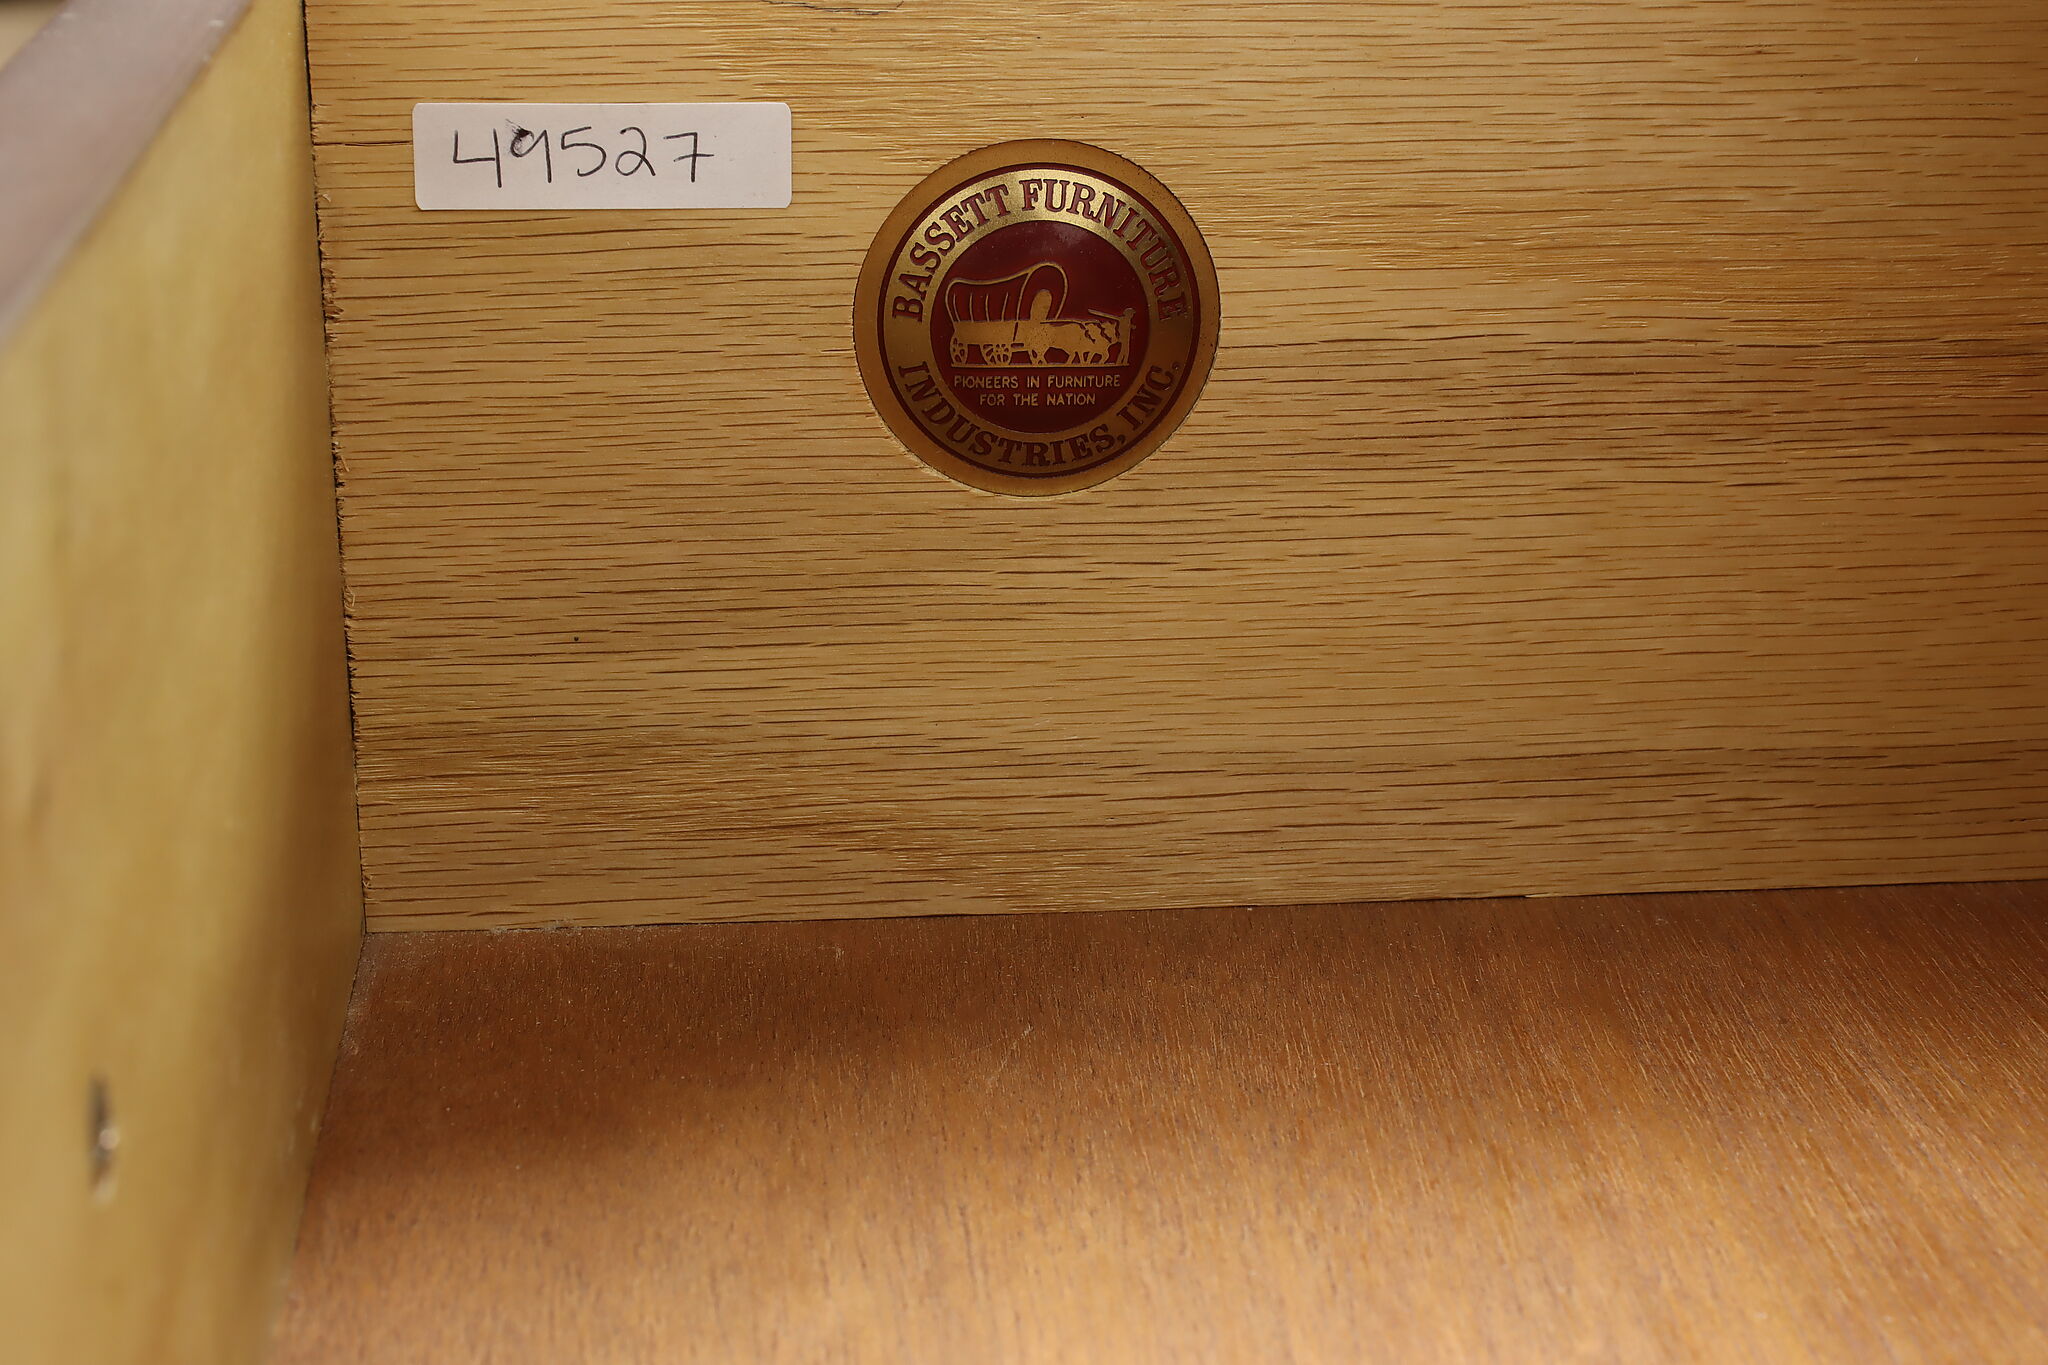 49527
BASSETT FURNITURE
INDUSTRIES, INC.
PIONEERS IN FURNITURE
FOR THE NATION